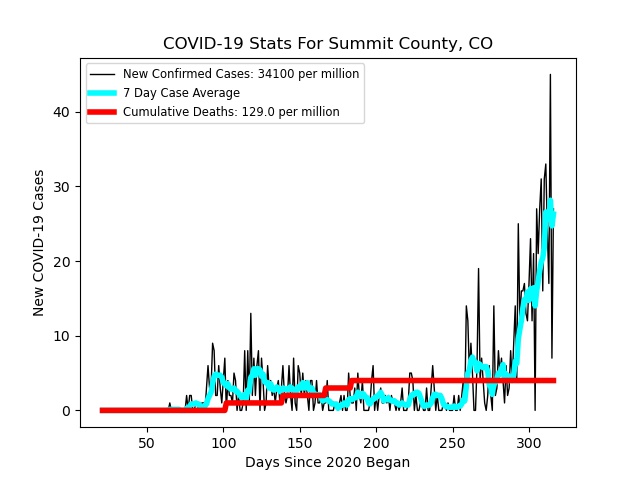 COVID-19 Stats For Summit County, CO
New Confirmed Cases: 34100 per million
7 Day Case Average
Cumulative Deaths: 129.0 per million
New COVID-19 Cases
40
30
20
10
0
50 100 150 200 250 300
Days Since 2020 Began